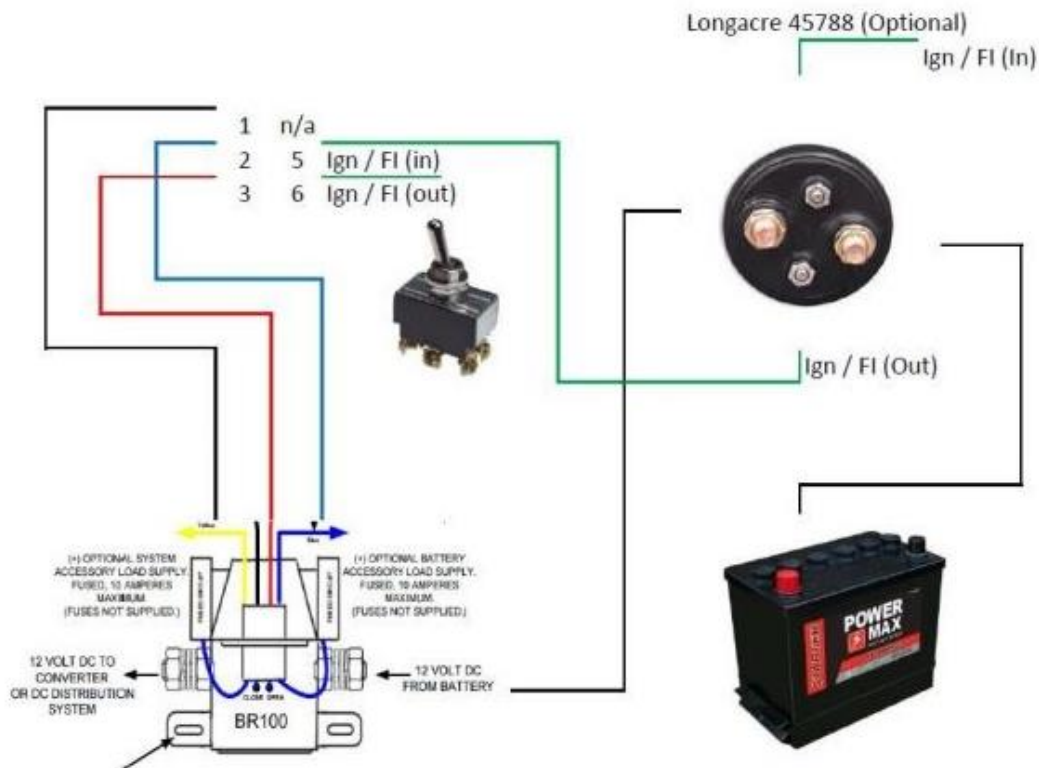 Longacre 45788 (Optional)
Ign / FI (In)
1 n/a
2 5 Ign / FI (in)
3 6 Ign / FI (out)
Ign / FI (Out)
(+) OPTIONAL SYSTEM
ACCESSORY LOAD SUPPLY.
FUSED, 10 AMPERES
MAXIMUM.
(FUSES NOT SUPPLIED.)
(+) OPTIONAL BATTERY
ACCESSORY LOAD SUPPLY.
FUSED, 10 AMPERES
MAXIMUM.
(FUSES NOT SUPPLIED.)
12 VOLT DC TO
CONVERTER
OR DC DISTRIBUTION
SYSTEM
12 VOLT DC
FROM BATTERY
CLOSE OPEN
BR100
POWER
MAX